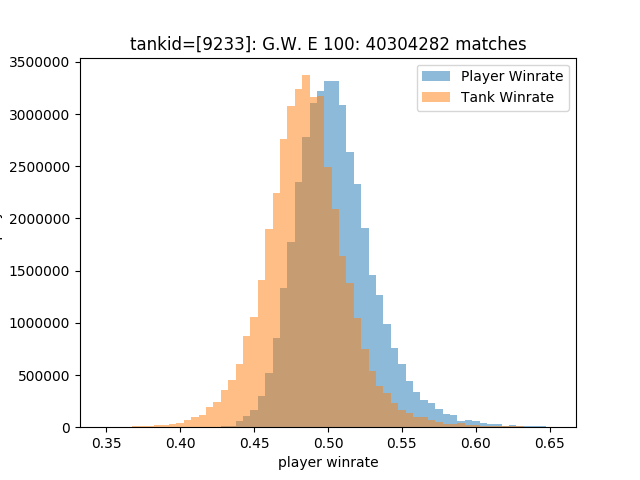 tankid=[9233]: G.W. E 100: 40304282 matches
Player Winrate
Tank Winrate
3500000
3000000
2500000
2000000
1500000
1000000
500000
0
0.35 0.40 0.45 0.50 0.55 0.60 0.65
player winrate